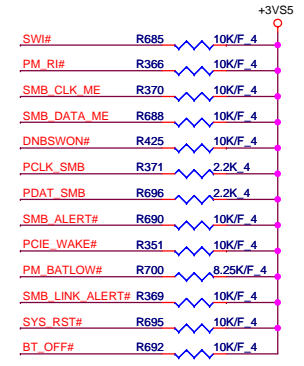 +3VS5
SWI# R685 10K/F_4
PM_RI# R366 10K/F_4
SMB_CLK_ME R370 10K/F_4
SMB_DATA_ME R688 10K/F_4
DNBSWON# R425 10K/F_4
PCLK_SMB R371 2.2K_4
PDAT_SMB R696 2.2K_4
SMB_ALERT# R690 10K/F_4
PCIE_WAKE# R351 10K/F_4
PM_BATLOW# R700 8.25K/F_4
SMB_LINK_ALERT# R369 10K/F_4
SYS_RST# R695 10K/F_4
BT_OFF# R692 10K/F_4